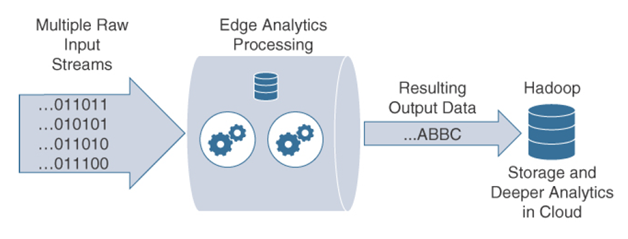 Multiple Raw
Input
Streams
...011011
...010101
...011010
...011100
Edge Analytics
Processing
Resulting
Output Data
...ABBC
Hadoop
Storage and
Deeper Analytics
in Cloud